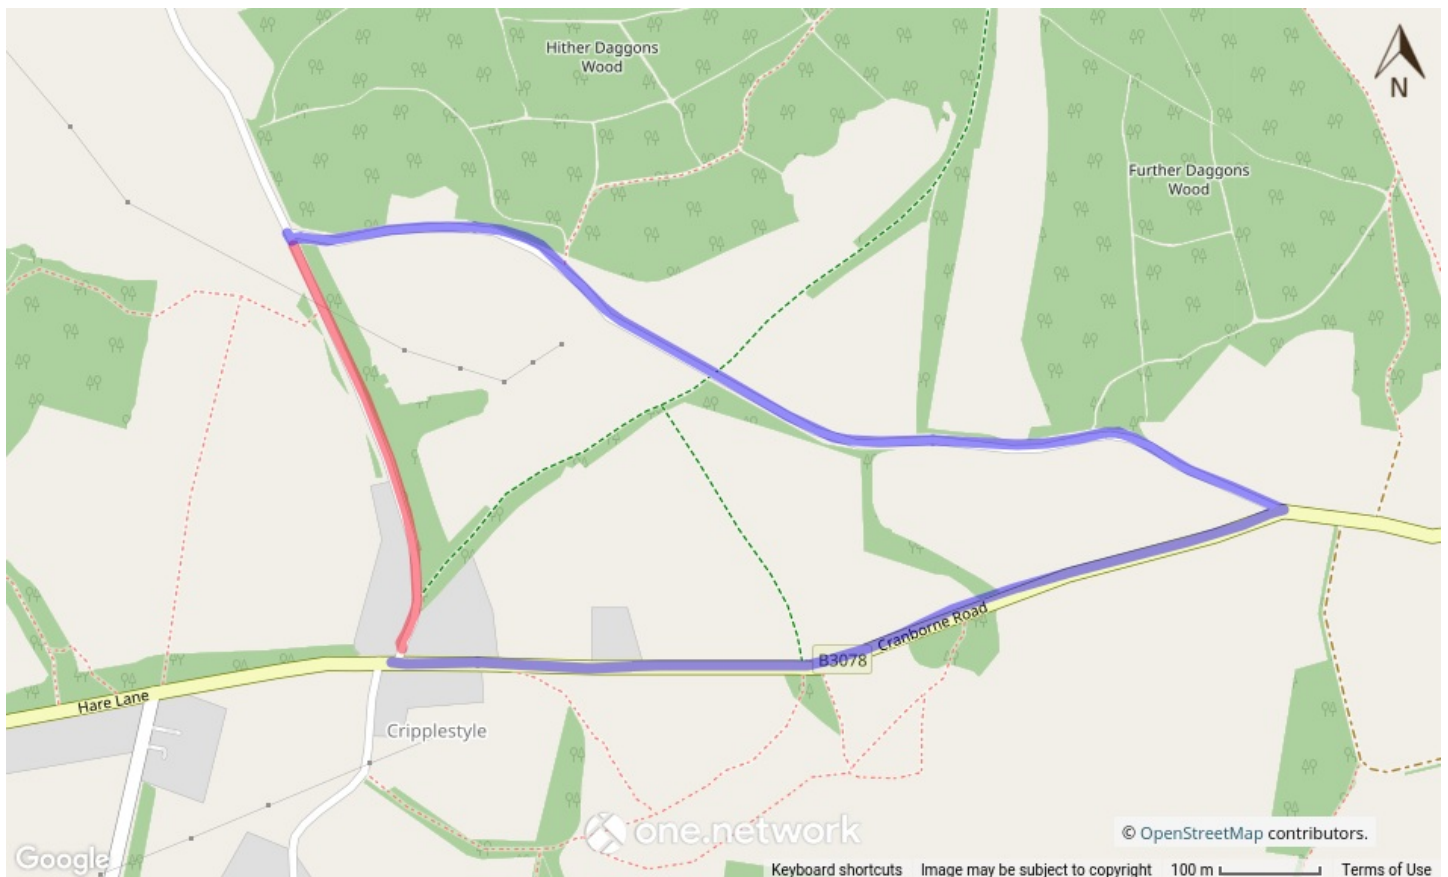 Hither Daggons
Wood
N
Further Daggons
Wood
Cranborne Road
B3078
Hare Lane
Cripplestyle
one.network
© OpenStreetMap contributors.
Google
Keyboard shortcuts Image may be subject to copyright 100 m Terms of Use